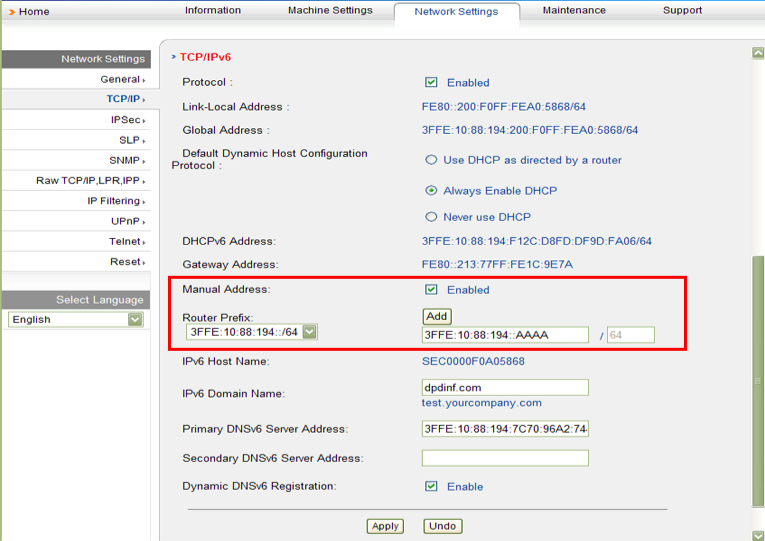 Home
Information
Machine Settings
Network Settings
Maintenance
Support
Network Settings
General
TCP/IP
IPSec
SLP
SNMP
Raw TCP/IP,LPR,IPP
IP Filtering
UPnP
Telnet
Reset
Select Language
English
TCP/IPv6
Protocol : Enabled
Link-Local Address : FE80::200:F0FF:FEA0:5868/64
Global Address : 3FFE:10:88:194:200:F0FF:FEA0:5868/64
Default Dynamic Host Configuration
Protocol :
Use DHCP as directed by a router
Always Enable DHCP
Never use DHCP
DHCPv6 Address: 3FFE:10:88:194:F12C:D8FD:DF9D:FA06/64
Gateway Address: FE80::213:77FF:FE1C:9E7A
Manual Address: Enabled
Router Prefix: Add
3FFE:10:88:194::/64 3FFE:10:88:194::AAAA / 64
IPv6 Host Name: SEC0000F0A05868
IPv6 Domain Name: dpdinf.com
test.yourcompany.com
Primary DNSv6 Server Address: 3FFE:10:88:194:7C70:96A2:74
Secondary DNSv6 Server Address:
Dynamic DNSv6 Registration: Enable
Apply Undo